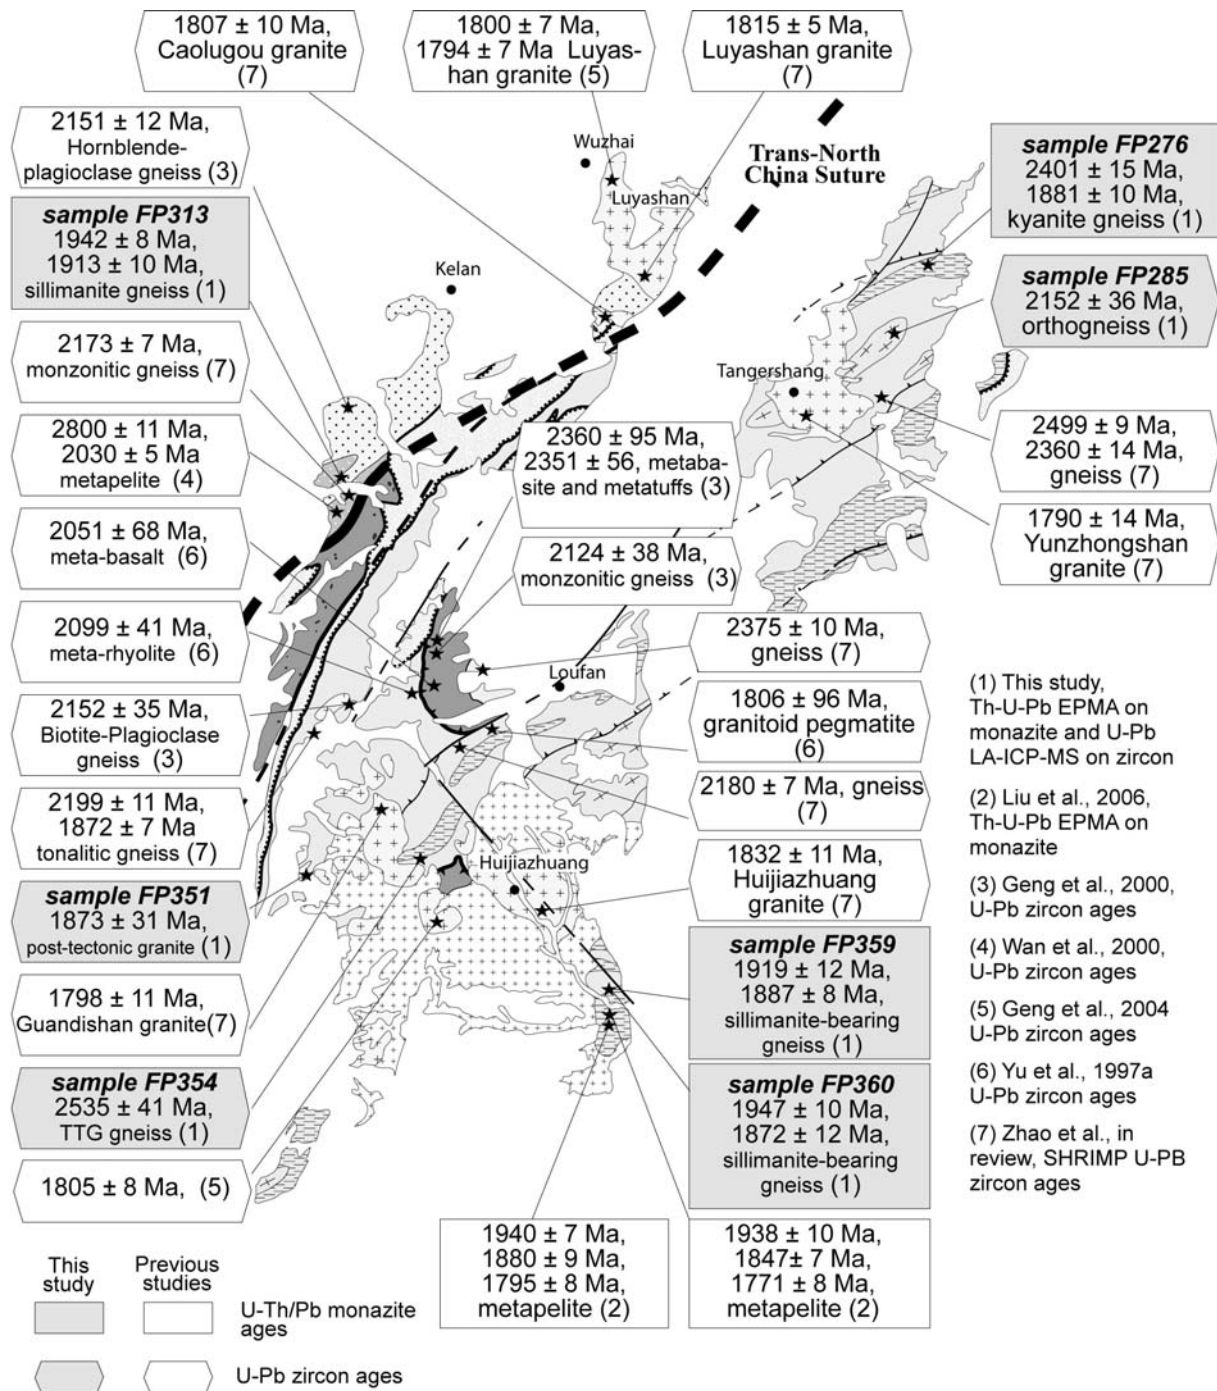 1807 ± 10 Ma,
Caolugou granite
(7)
1800 ± 7 Ma,
1794 ± 7 Ma Luyas-
han granite (5)
1815 ± 5 Ma,
Luyashan granite
(7)
2151 ± 12 Ma,
Hornblende-
plagioclase gneiss (3)
sample FP313
1942 ± 8 Ma,
1913 ± 10 Ma,
sillimanite gneiss (1)
2173 ± 7 Ma,
monzonitic gneiss (7)
2800 ± 11 Ma,
2030 ± 5 Ma
metapelite (4)
2051 ± 68 Ma,
meta-basalt (6)
2099 ± 41 Ma,
meta-rhyolite (6)
2152 ± 35 Ma,
Biotite-Plagioclase
gneiss (3)
2199 ± 11 Ma,
1872 ± 7 Ma
tonalitic gneiss (7)
sample FP351
1873 ± 31 Ma,
post-tectonic granite (1)
1798 ± 11 Ma,
Guandishan granite(7)
sample FP354
2535 ± 41 Ma,
TTG gneiss (1)
1805 ± 8 Ma, (5)
Wuzhai
Luyashan
Kelan
Trans-North
China Suture
Tangershang
Loufan
Huijiazhuang
2360 ± 95 Ma,
2351 ± 56, metaba-
site and metatuffs (3)
2124 ± 38 Ma,
monzonitic gneiss (3)
sample FP276
2401 ± 15 Ma,
1881 ± 10 Ma,
kyanite gneiss (1)
sample FP285
2152 ± 36 Ma,
orthogneiss (1)
2499 ± 9 Ma,
2360 ± 14 Ma,
gneiss (7)
1790 ± 14 Ma,
Yunzhongshan
granite (7)
2375 ± 10 Ma,
gneiss (7)
1806 ± 96 Ma,
granitoid pegmatite
(6)
2180 ± 7 Ma, gneiss
(7)
1832 ± 11 Ma,
Huijiazhuang
granite (7)
sample FP359
1919 ± 12 Ma,
1887 ± 8 Ma,
sillimanite-bearing
gneiss (1)
sample FP360
1947 ± 10 Ma,
1872 ± 12 Ma,
sillimanite-bearing
gneiss (1)
1940 ± 7 Ma,
1880 ± 9 Ma,
1795 ± 8 Ma,
metapelite (2)
1938 ± 10 Ma,
1847± 7 Ma,
1771 ± 8 Ma,
metapelite (2)
(1) This study,
Th-U-Pb EPMA on
monazite and U-Pb
LA-ICP-MS on zircon
(2) Liu et al., 2006,
Th-U-Pb EPMA on
monazite
(3) Geng et al., 2000,
U-Pb zircon ages
(4) Wan et al., 2000,
U-Pb zircon ages
(5) Geng et al., 2004
U-Pb zircon ages
(6) Yu et al., 1997a
U-Pb zircon ages
(7) Zhao et al., in
review, SHRIMP U-PB
zircon ages
This
study
Previous
studies
U-Th/Pb monazite
ages
U-Pb zircon ages